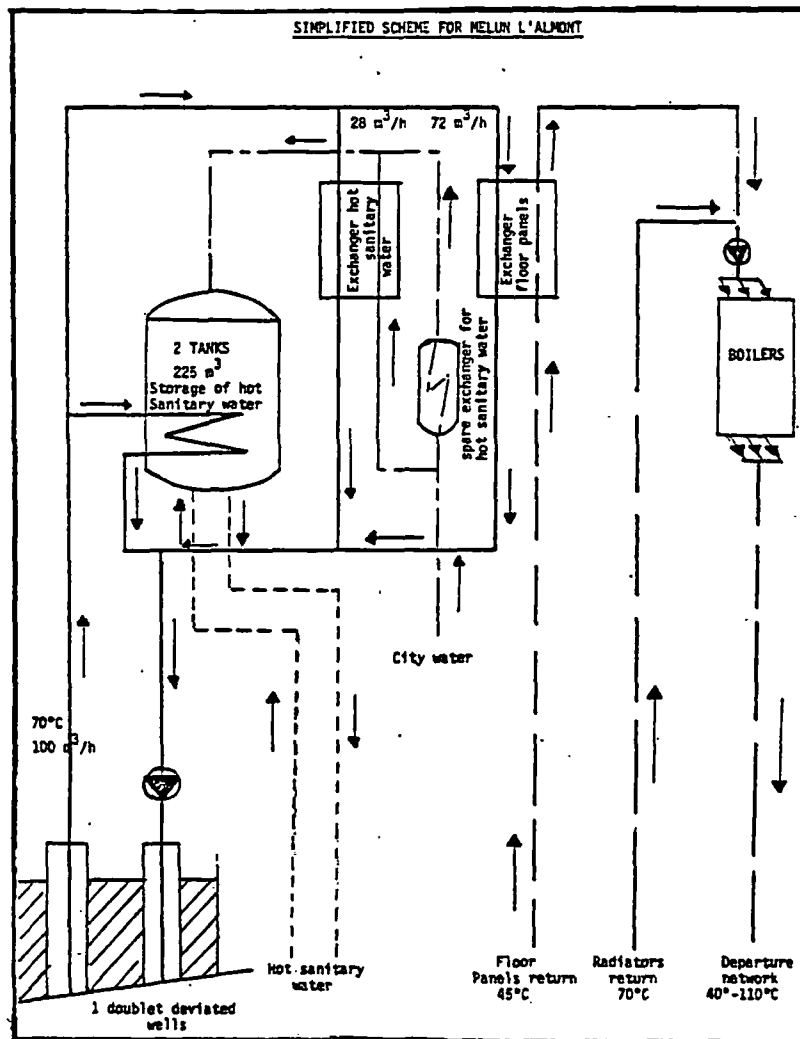 SIMPLIFIED SCHEME FOR MELUN L'ALMONT
28 m³/h
72 m³/h
Exchanger hot
sanitary
water
Exchanger
floor panels
2 TANKS
225 m³
Storage of hot
Sanitary water
spare exchanger for
hot sanitary water
BOILERS
City water
70°C
100 m³/h
Hot sanitary
water
Floor
Panels return
45°C
Radiators
return
70°C
Departure
network
40°-110°C
1 doublet deviated
wells